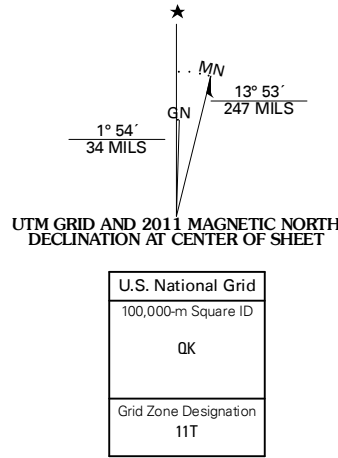 ★
MN
GN
13° 53´
247 MILS
1° 54´
34 MILS
UTM GRID AND 2011 MAGNETIC NORTH
DECLINATION AT CENTER OF SHEET
U.S. National Grid
100,000-m Square ID
QK
Grid Zone Designation
11T